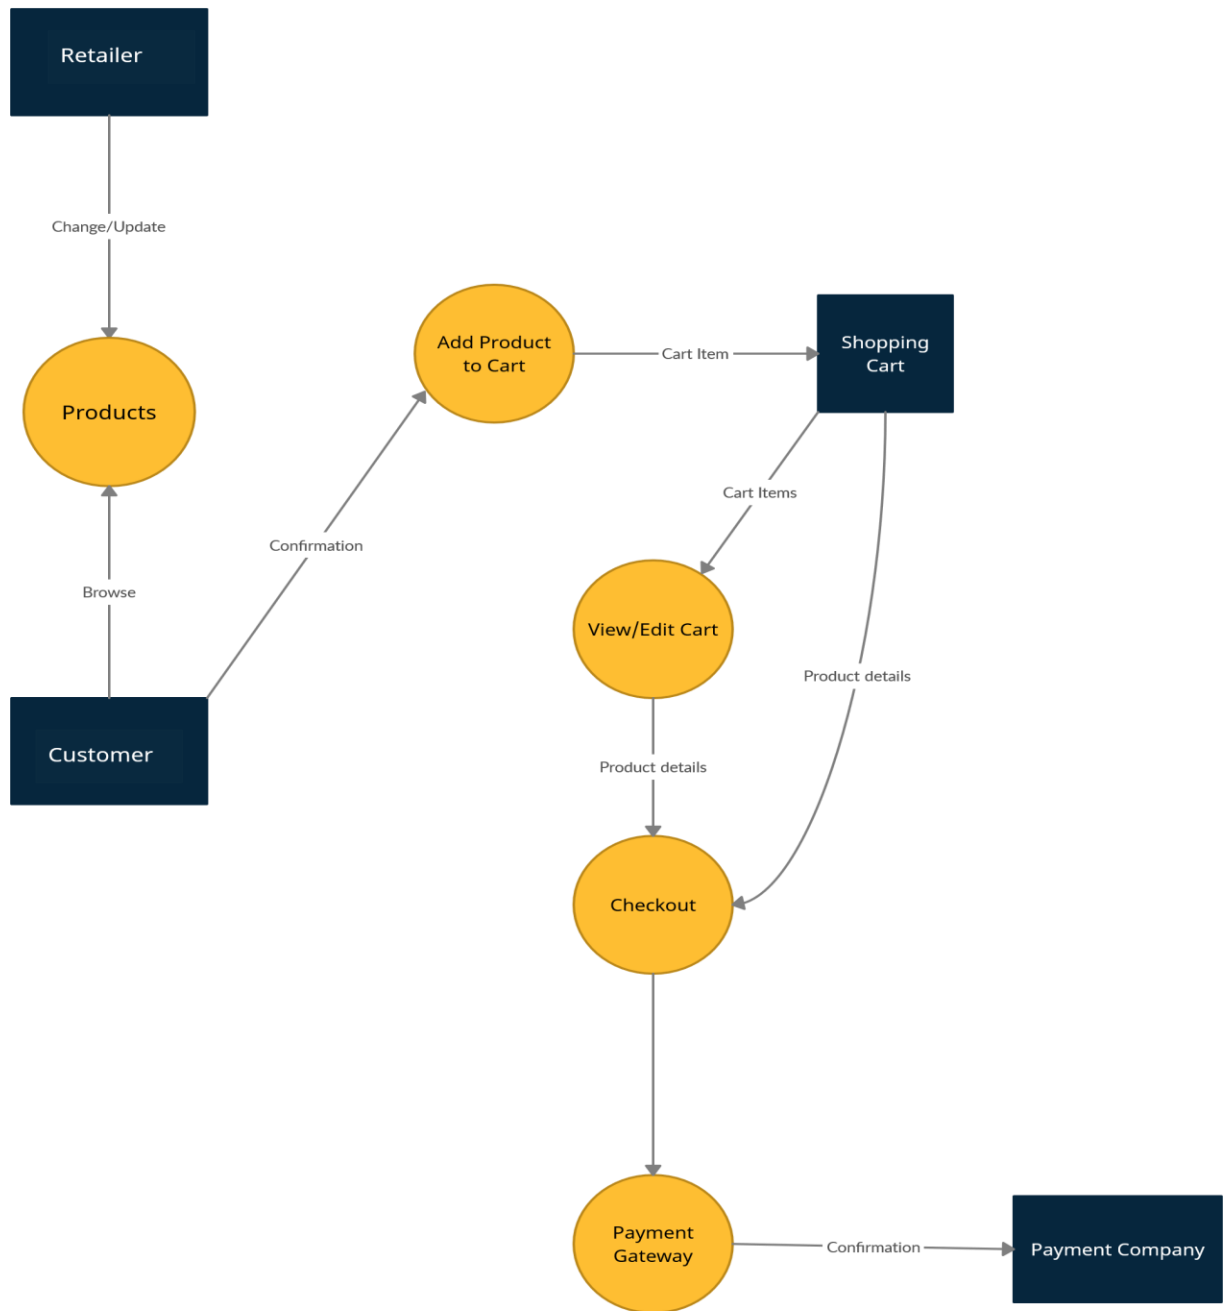 Retailer
Change/Update
Products
Browse
Customer
Confirmation
Add Product
to Cart
Cart Item
Shopping
Cart
Cart Items
View/Edit Cart
Product details
Product details
Checkout
Payment
Gateway
Confirmation
Payment Company